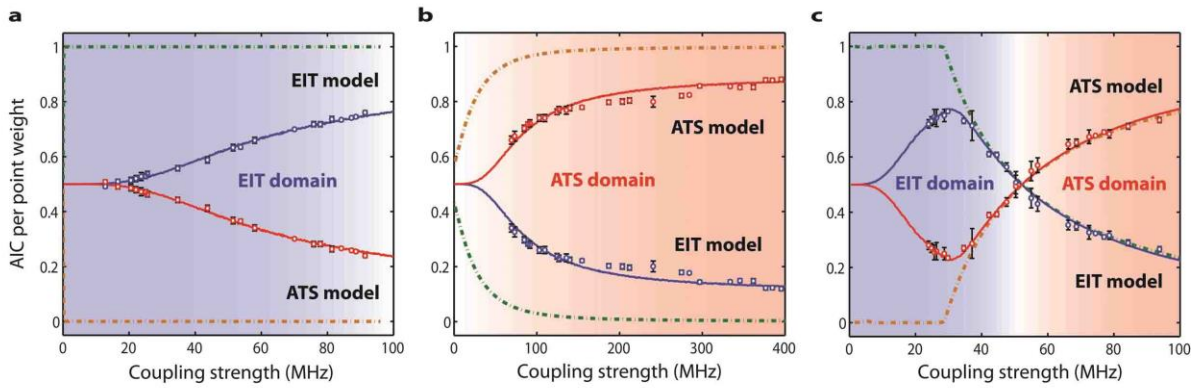 a
b
c
AIC per point weight
1
0.8
0.6
0.4
0.2
0
EIT model
EIT domain
ATS model
0 20 40 60 80 100
Coupling strength (MHz)
1
0.8
0.6
0.4
0.2
0
ATS model
ATS domain
EIT model
0 50 100 150 200 250 300 350 400
Coupling strength (MHz)
1
0.8
0.6
0.4
0.2
0
ATS model
EIT domain ATS domain
EIT model
0 20 40 60 80 100
Coupling strength (MHz)